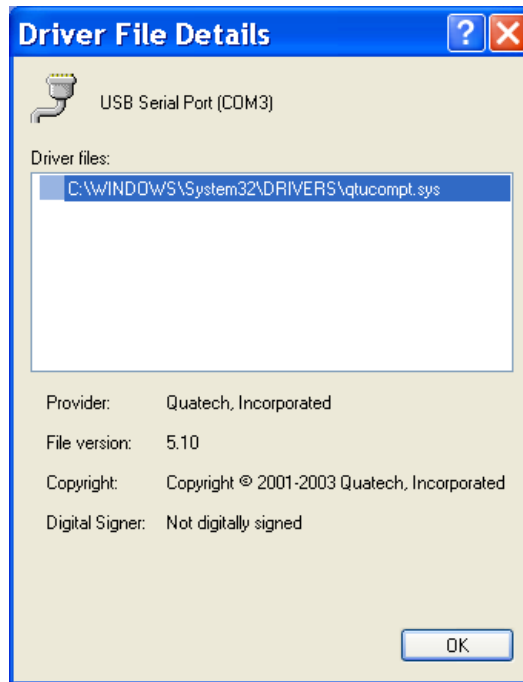 Driver File Details
USB Serial Port (COM3)
Driver files:
C:\WINDOWS\System32\DRIVERS\qtucompt.sys
Provider: Quatech, Incorporated
File version: 5.10
Copyright: Copyright © 2001-2003 Quatech, Incorporated
Digital Signer: Not digitally signed
OK